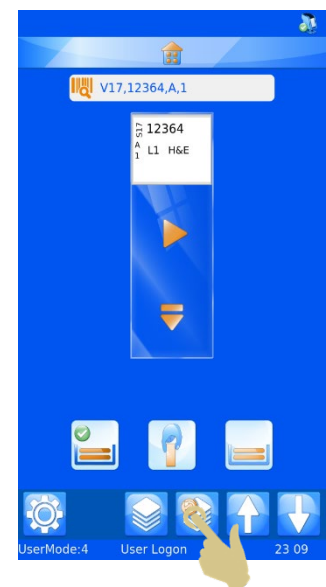 V17,12364,A,1
S17 12364
A 1 L1 H&E
UserMode:4 User Logon 23 09